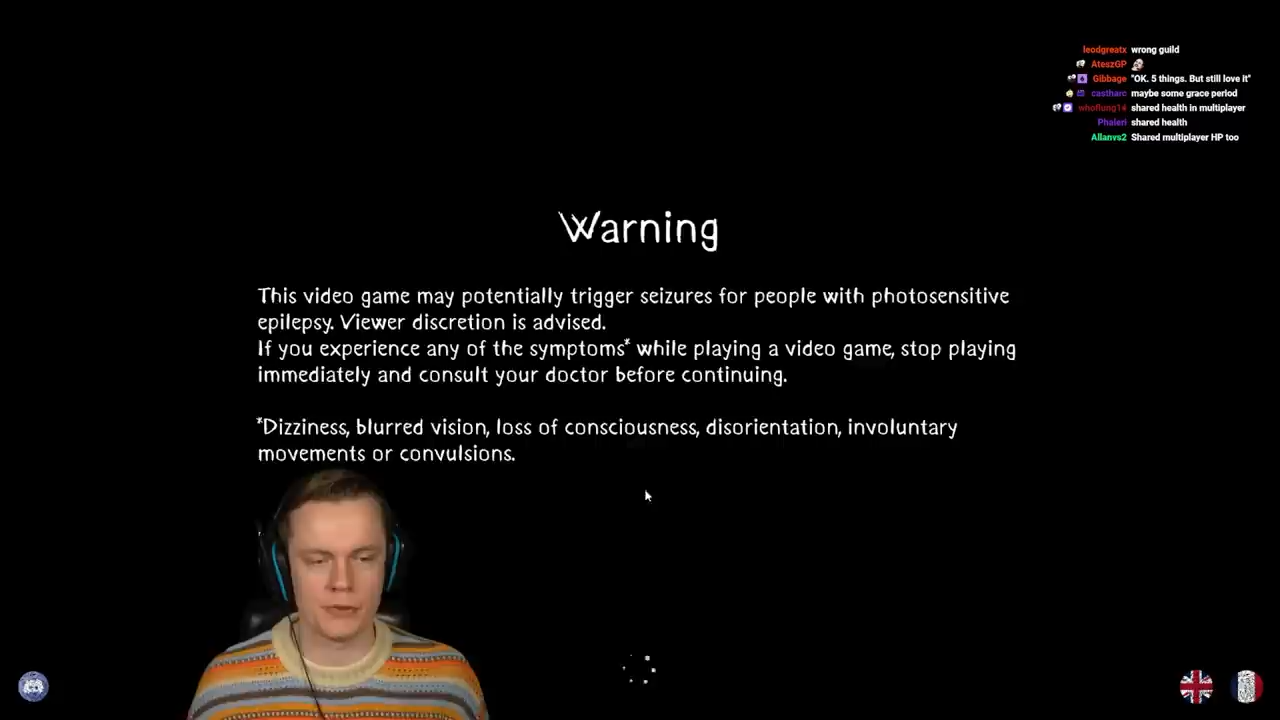 leodgreatx wrong guild
AteszGP
Gibbage "OK. 5 things. But still love it"
castharc maybe some grace period
whoflung14 shared health in multiplayer
Phaleri shared health
Allanvs2 Shared multiplayer HP too
Warning
This video game may potentially trigger seizures for people with photosensitive
epilepsy. Viewer discretion is advised.
If you experience any of the symptoms* while playing a video game, stop playing
immediately and consult your doctor before continuing.
*Dizziness, blurred vision, loss of consciousness, disorientation, involuntary
movements or convulsions.